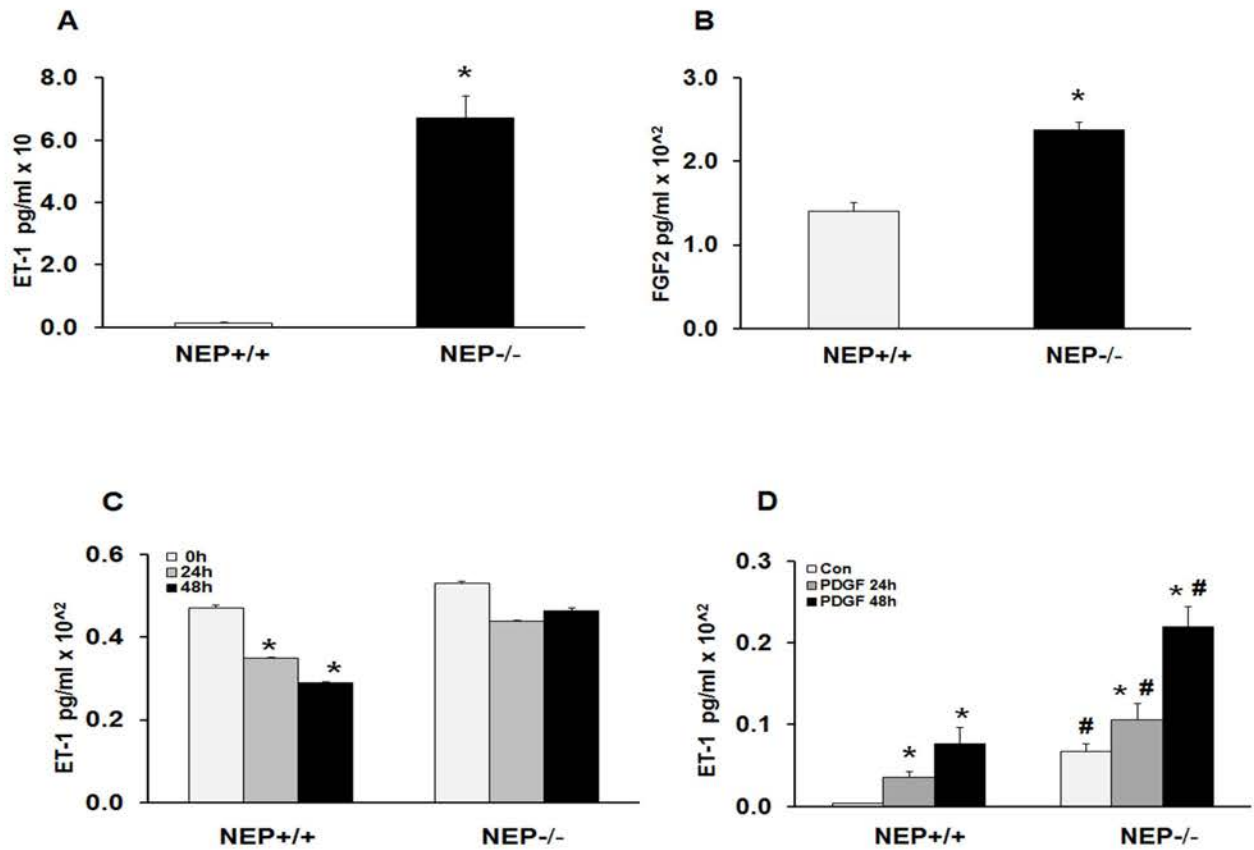 A
ET-1 pg/ml x 10
8.0
6.0
4.0
2.0
0.0
*
NEP+/+ NEP-/-
B
FGF2 pg/ml x 10^2
3.0
2.0
1.0
0.0
*
NEP+/+ NEP-/-
C
ET-1 pg/ml x 10^2
0.6
0.4
0.2
0.0
0h
24h
48h
*
*
NEP+/+ NEP-/-
D
ET-1 pg/ml x 10^2
0.3
0.2
0.1
0.0
Con
PDGF 24h
PDGF 48h
*
*
#
* #
* #
NEP+/+ NEP-/-